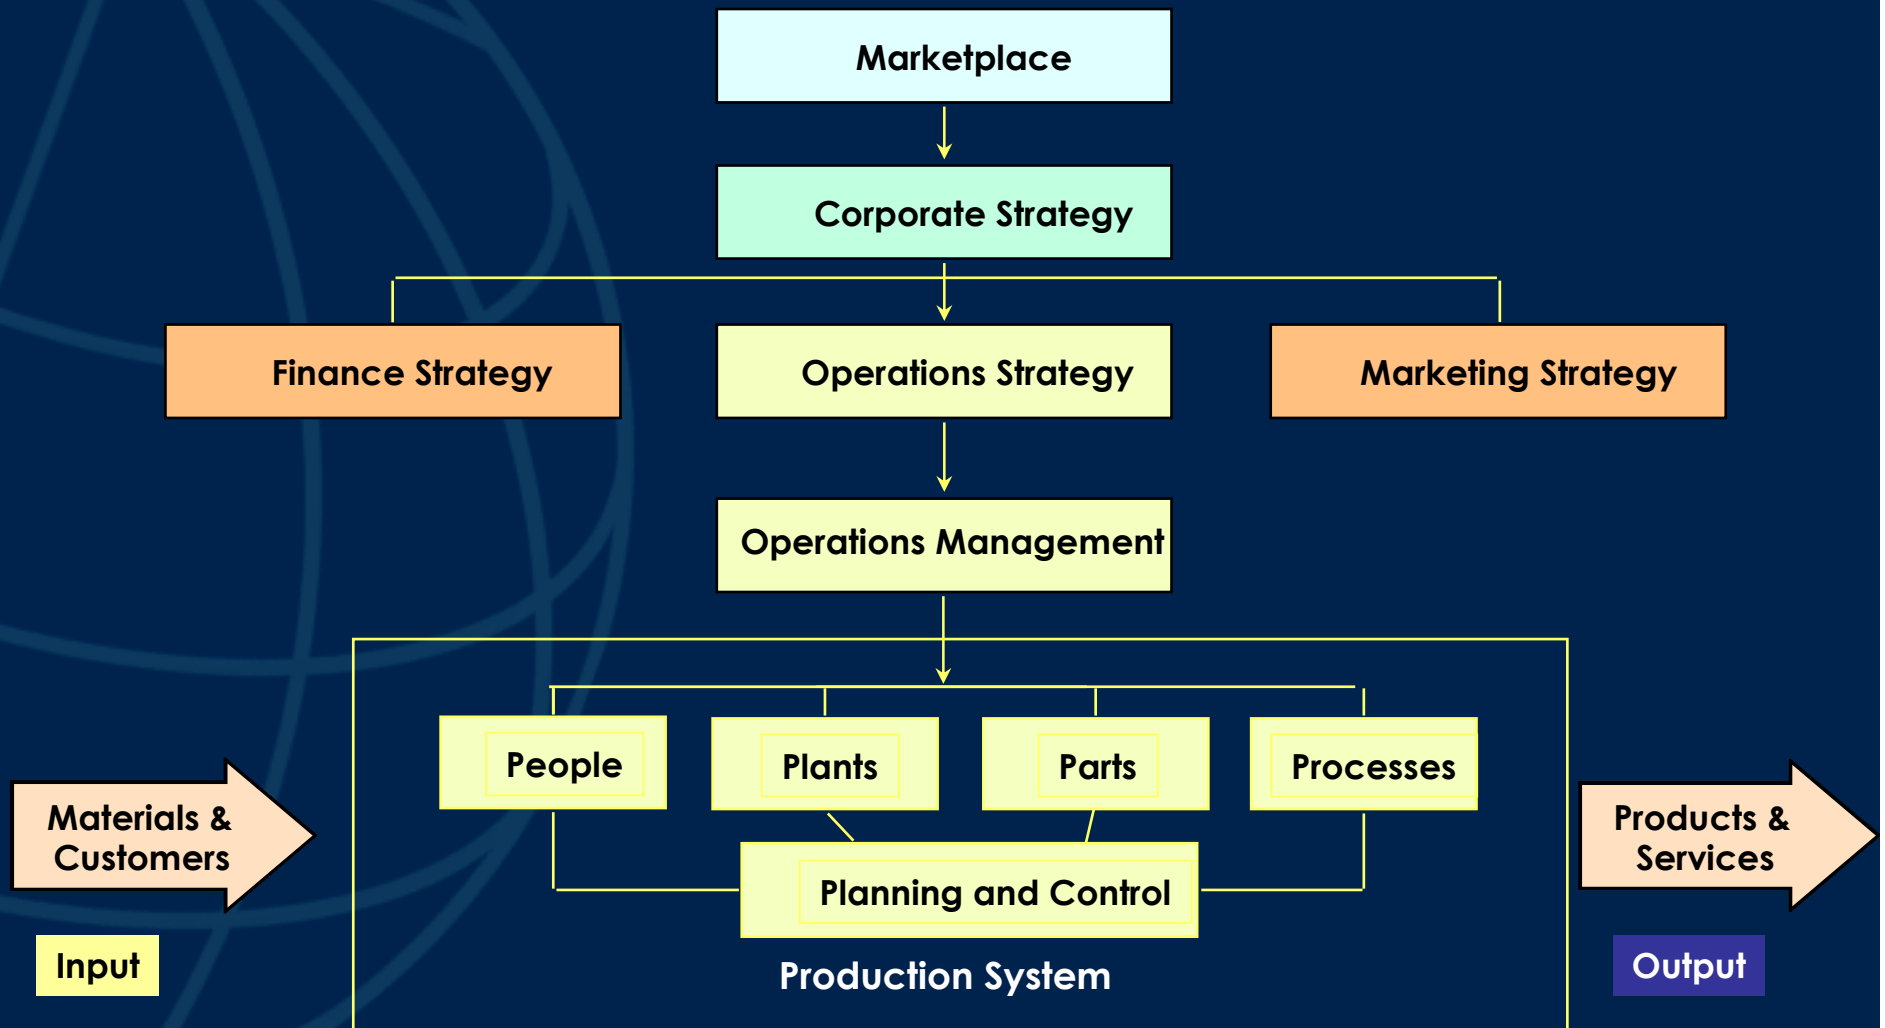 Marketplace
Corporate Strategy
Finance Strategy
Operations Strategy
Marketing Strategy
Operations Management
People
Plants
Parts
Processes
Materials &
Customers
Products &
Services
Planning and Control
Input
Production System
Output